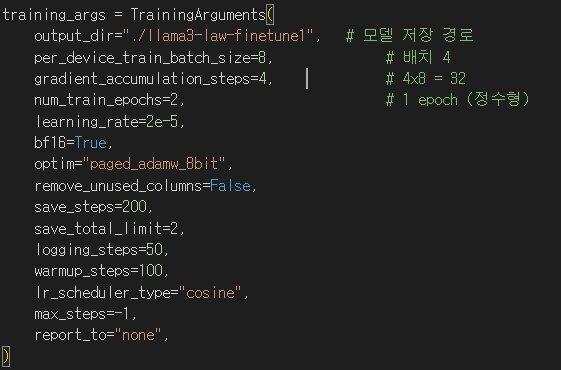 training_args = TrainingArguments(
    output_dir="./llama3-law-finetune1",   # 모델 저장 경로
    per_device_train_batch_size=8,              # 배치 4
    gradient_accumulation_steps=4,              # 4x8 = 32
    num_train_epochs=2,                         # 1 epoch (정수형)
    learning_rate=2e-5,
    bf16=True,
    optim="paged_adamw_8bit",
    remove_unused_columns=False,
    save_steps=200,
    save_total_limit=2,
    logging_steps=50,
    warmup_steps=100,
    lr_scheduler_type="cosine",
    max_steps=-1,
    report_to="none",
)